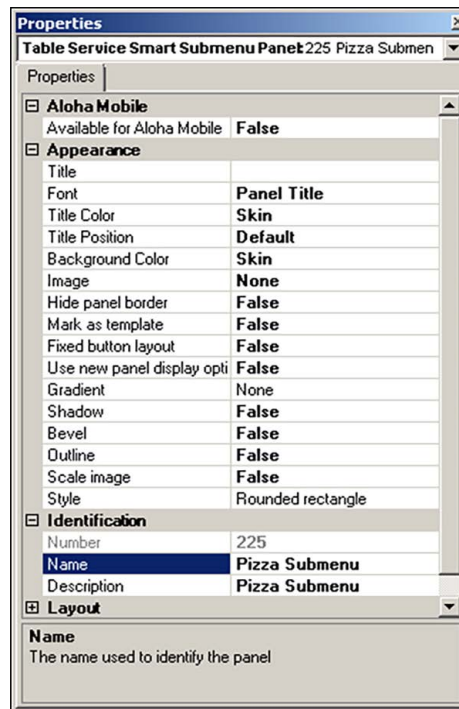 Properties
Table Service Smart Submenu Panel: 225 Pizza Submen
Properties
Aloha Mobile
Available for Aloha Mobile False
Appearance
Title
Font Panel Title
Title Color Skin
Title Position Default
Background Color Skin
Image None
Hide panel border False
Mark as template False
Fixed button layout False
Use new panel display opti False
Gradient None
Shadow False
Bevel False
Outline False
Scale image False
Style Rounded rectangle
Identification
Number 225
Name Pizza Submenu
Description Pizza Submenu
Layout
Name
The name used to identify the panel